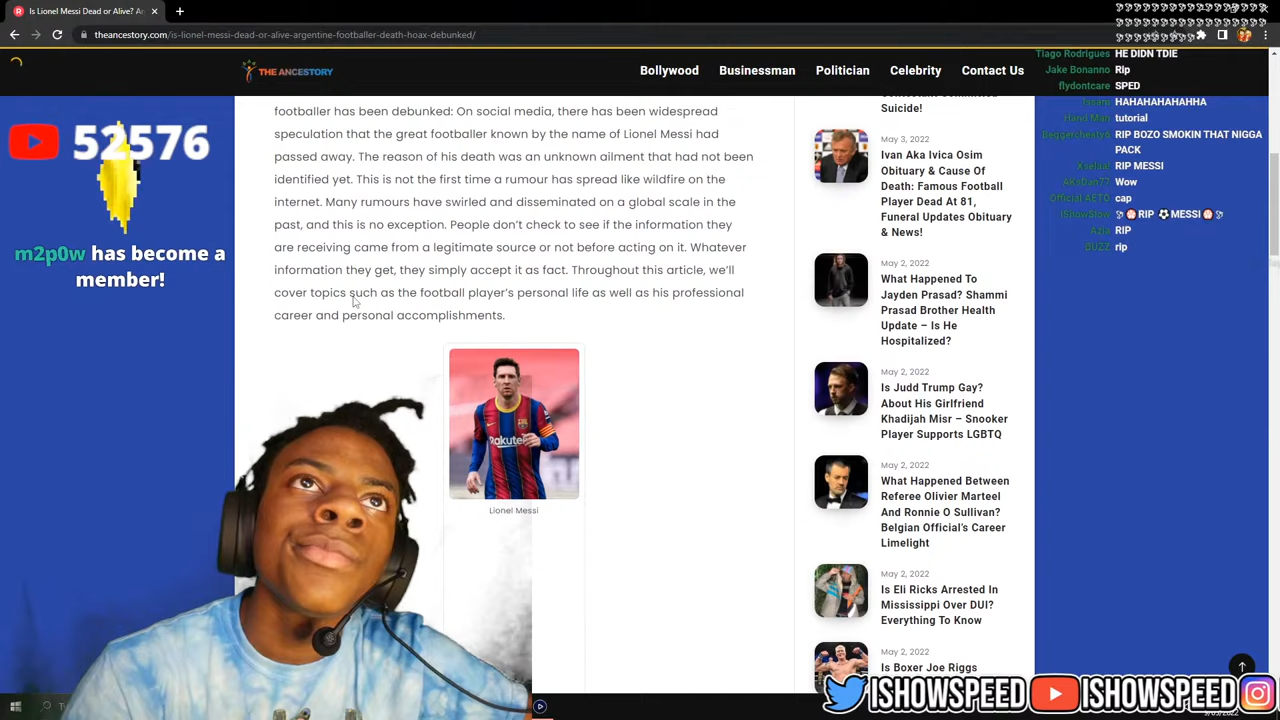 Is Lionel Messi Dead or Alive? Ar
theancestory.com/is-lionel-messi-dead-or-alive-argentine-footballer-death-hoax-debunked/
THE ANCESTORY
Bollywood Businessman Politician Celebrity Contact Us
footballer has been debunked: On social media, there has been widespread
speculation that the great footballer known by the name of Lionel Messi had
passed away. The reason of his death was an unknown ailment that had not been
identified yet. This is not the first time a rumour has spread like wildfire on the
internet. Many rumours have swirled and disseminated on a global scale in the
past, and this is no exception. People don't check to see if the information they
are receiving came from a legitimate source or not before acting on it. Whatever
information they get, they simply accept it as fact. Throughout this article, we'll
cover topics such as the football player's personal life as well as his professional
career and personal accomplishments.
Lionel Messi
Suicide!
May 3, 2022
Ivan Aka Ivica Osim
Obituary & Cause Of
Death: Famous Football
Player Dead At 81,
Funeral Updates Obituary
& News!
May 2, 2022
What Happened To
Jayden Prasad? Shammi
Prasad Brother Health
Update – Is He
Hospitalized?
May 2, 2022
Is Judd Trump Gay?
About His Girlfriend
Khadijah Misr – Snooker
Player Supports LGBTQ
May 2, 2022
What Happened Between
Referee Olivier Marteel
And Ronnie O Sullivan?
Belgian Official's Career
Limelight
May 2, 2022
Is Eli Ricks Arrested In
Mississippi Over DUI?
Everything To Know
May 2, 2022
Is Boxer Joe Riggs
52576
m2p0w has become a
member!
Tiago Rodrigues HE DIDN TDIE
Jake Bonanno Rip
flydontcare SPED
HAHAHAHAHAHHA
Hand Man tutorial
Beggerchestyo RIP BOZO SMOKIN THAT NIGGA
PACK
Xselaa! RIP MESSI
AKsDan77 Wow
Official AETO cap
IShowSlow RIP MESSI
Azia RIP
BUZZ rip
ISHOWSPEED ISHOWSPEED